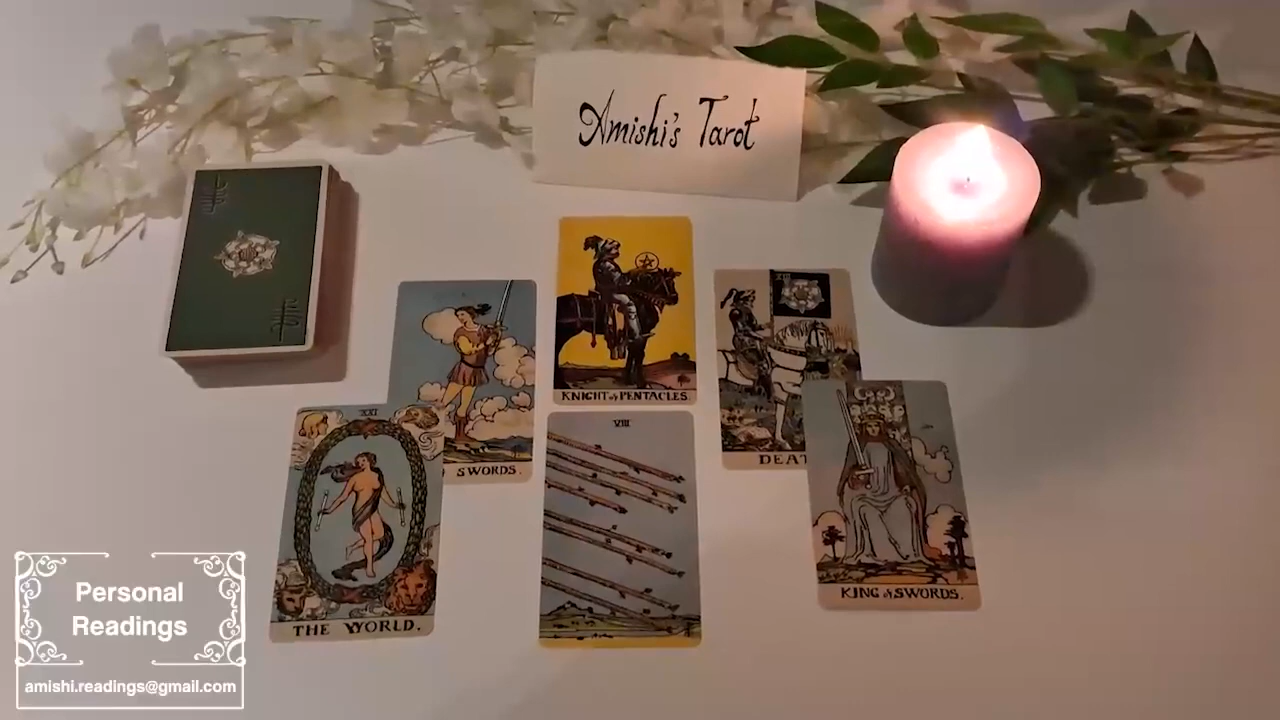 Amishi's Tarot
XIII
KNIGHT of PENTACLES.
DEAT
SWORDS.
XXI
VIII
THE WORLD.
KING of SWORDS.
Personal
Readings
amishi.readings@gmail.com